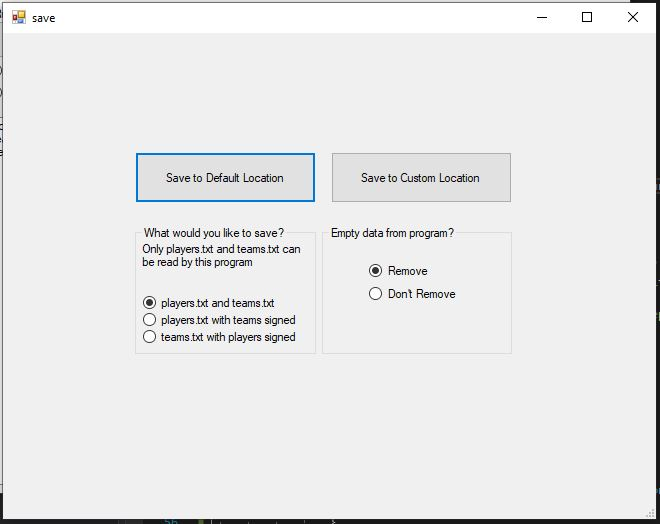 save
Save to Default Location
Save to Custom Location
What would you like to save?
Only players.txt and teams.txt can
be read by this program
players.txt and teams.txt
players.txt with teams signed
teams.txt with players signed
Empty data from program?
Remove
Don't Remove
56